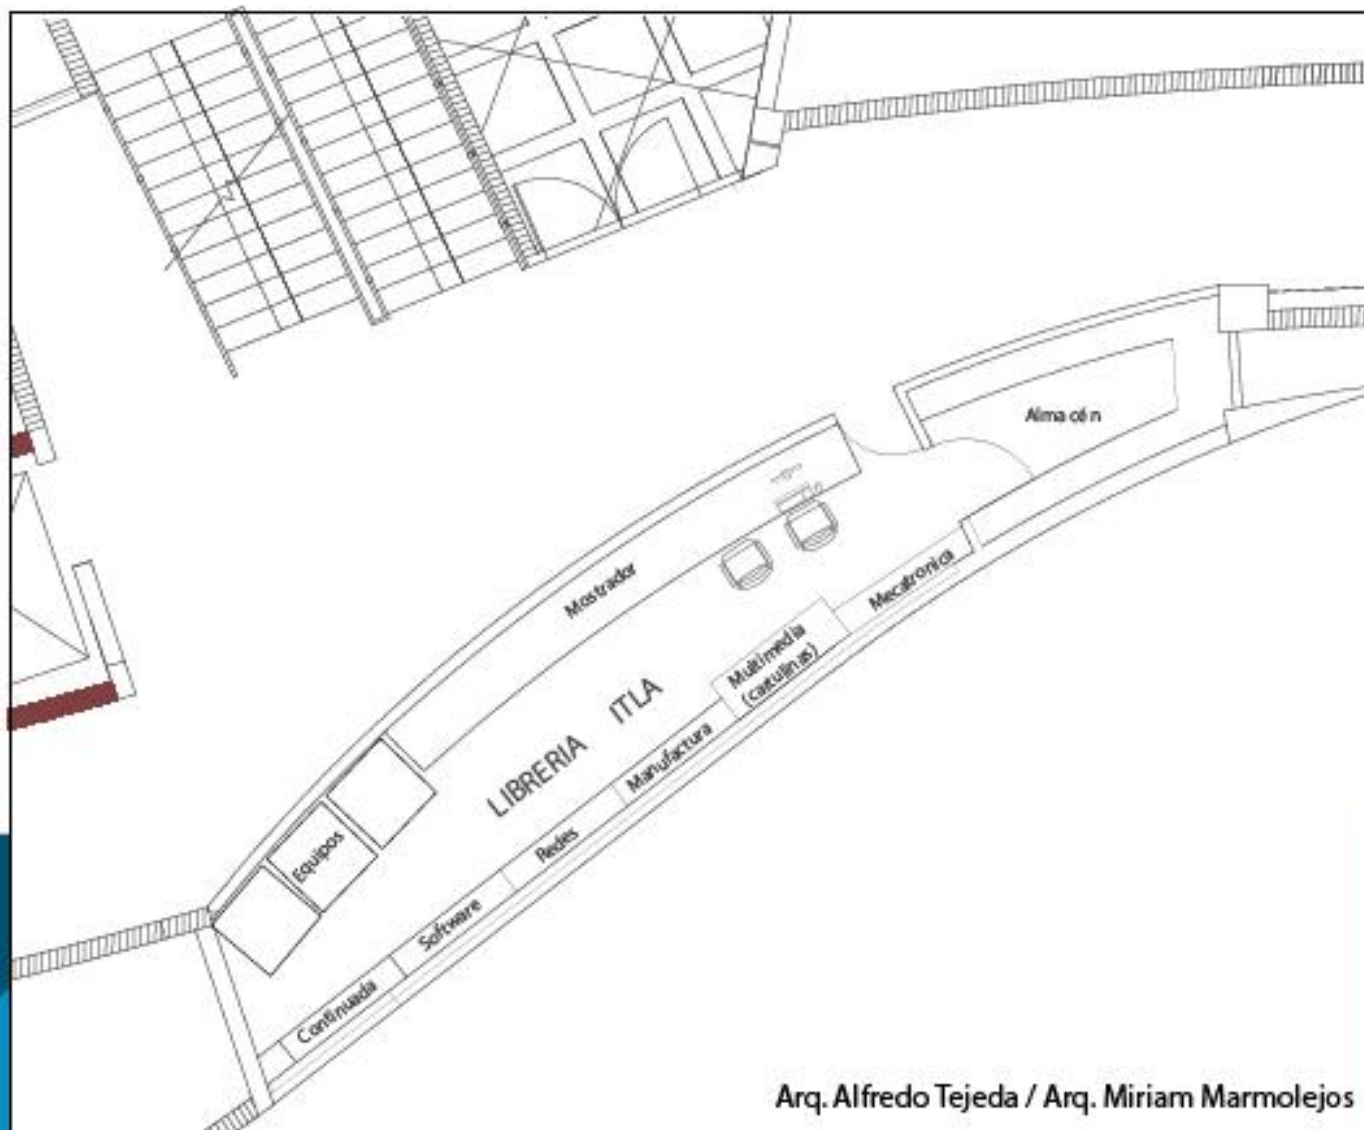 Almacén
Mostrador
Mecatronica
Multimedia
(cartulinas)
LIBRERIA ITLA
Manufactura
Equipos
Redes
Software
Continuada
Arq. Alfredo Tejeda / Arq. Miriam Marmolejos